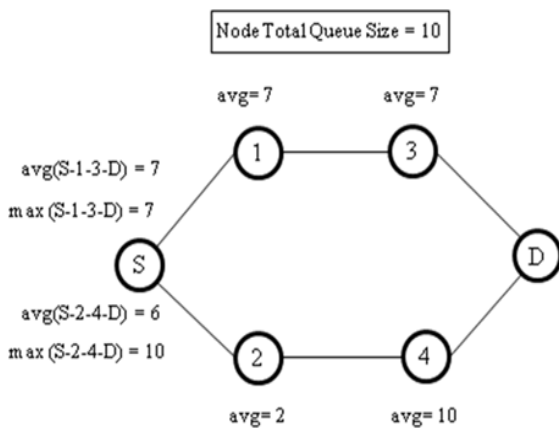 Node Total Queue Size = 10
avg= 7
avg= 7
1
3
avg(S-1-3-D) = 7
max (S-1-3-D) = 7
S
D
avg(S-2-4-D) = 6
max (S-2-4-D) = 10
2
4
avg= 2
avg= 10